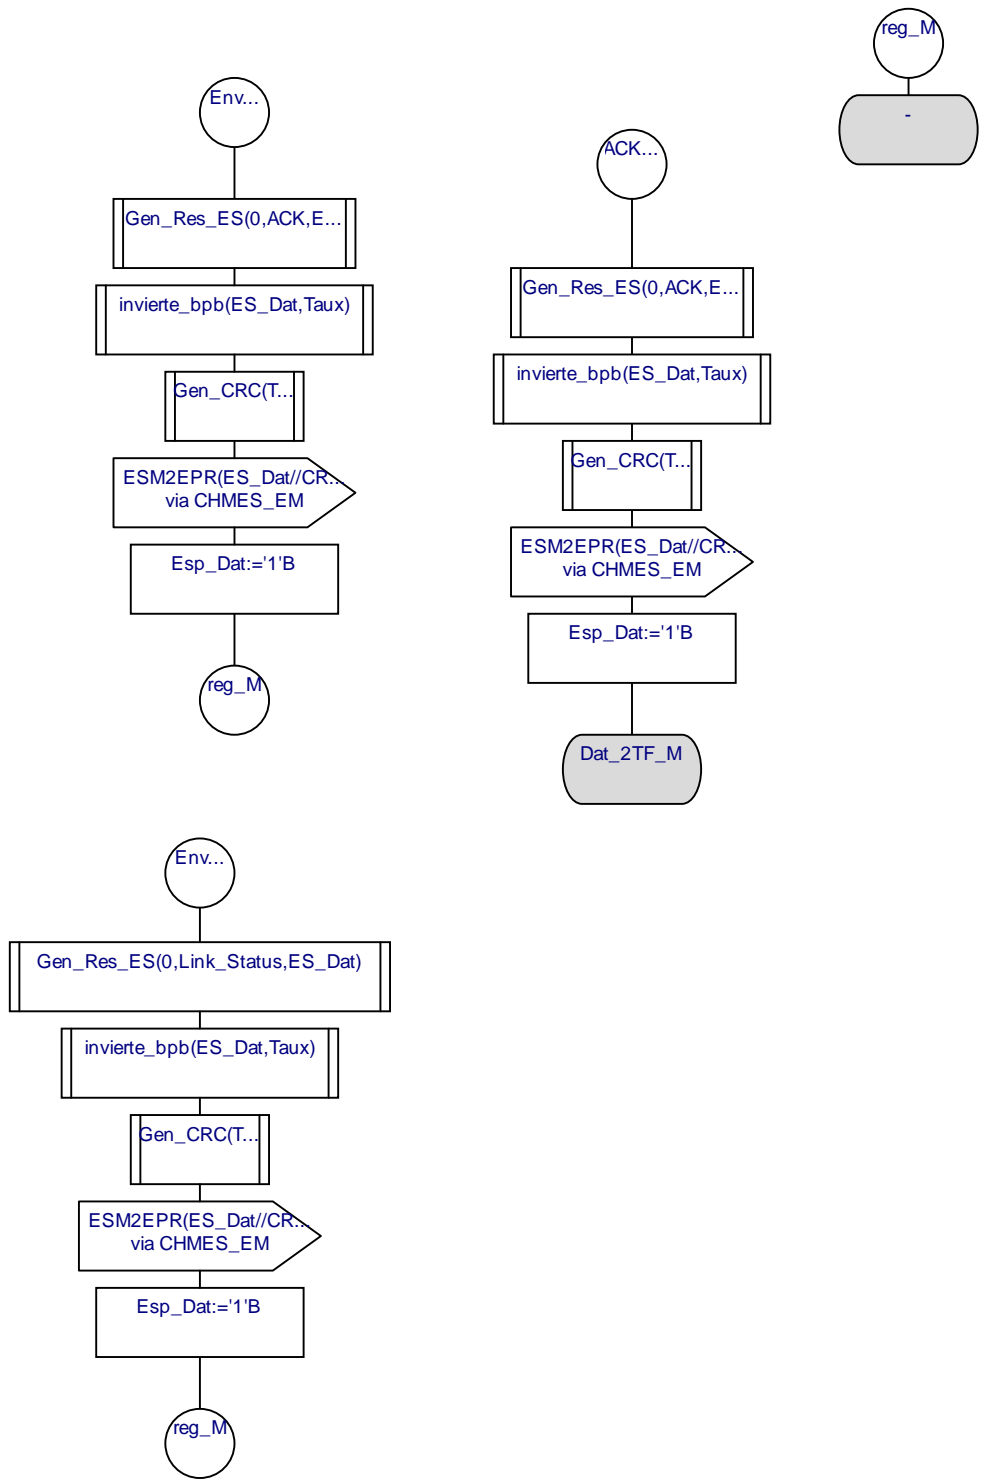 Env...
Gen_Res_ES(0,ACK,E...
invierte_bpb(ES_Dat,Taux)
Gen_CRC(T...
ESM2EPR(ES_Dat//CR...
via CHMES_EM
Esp_Dat:='1'B
reg_M
ACK...
Gen_Res_ES(0,ACK,E...
invierte_bpb(ES_Dat,Taux)
Gen_CRC(T...
ESM2EPR(ES_Dat//CR...
via CHMES_EM
Esp_Dat:='1'B
Dat_2TF_M
reg_M
-
Env...
Gen_Res_ES(0,Link_Status,ES_Dat)
invierte_bpb(ES_Dat,Taux)
Gen_CRC(T...
ESM2EPR(ES_Dat//CR...
via CHMES_EM
Esp_Dat:='1'B
reg_M